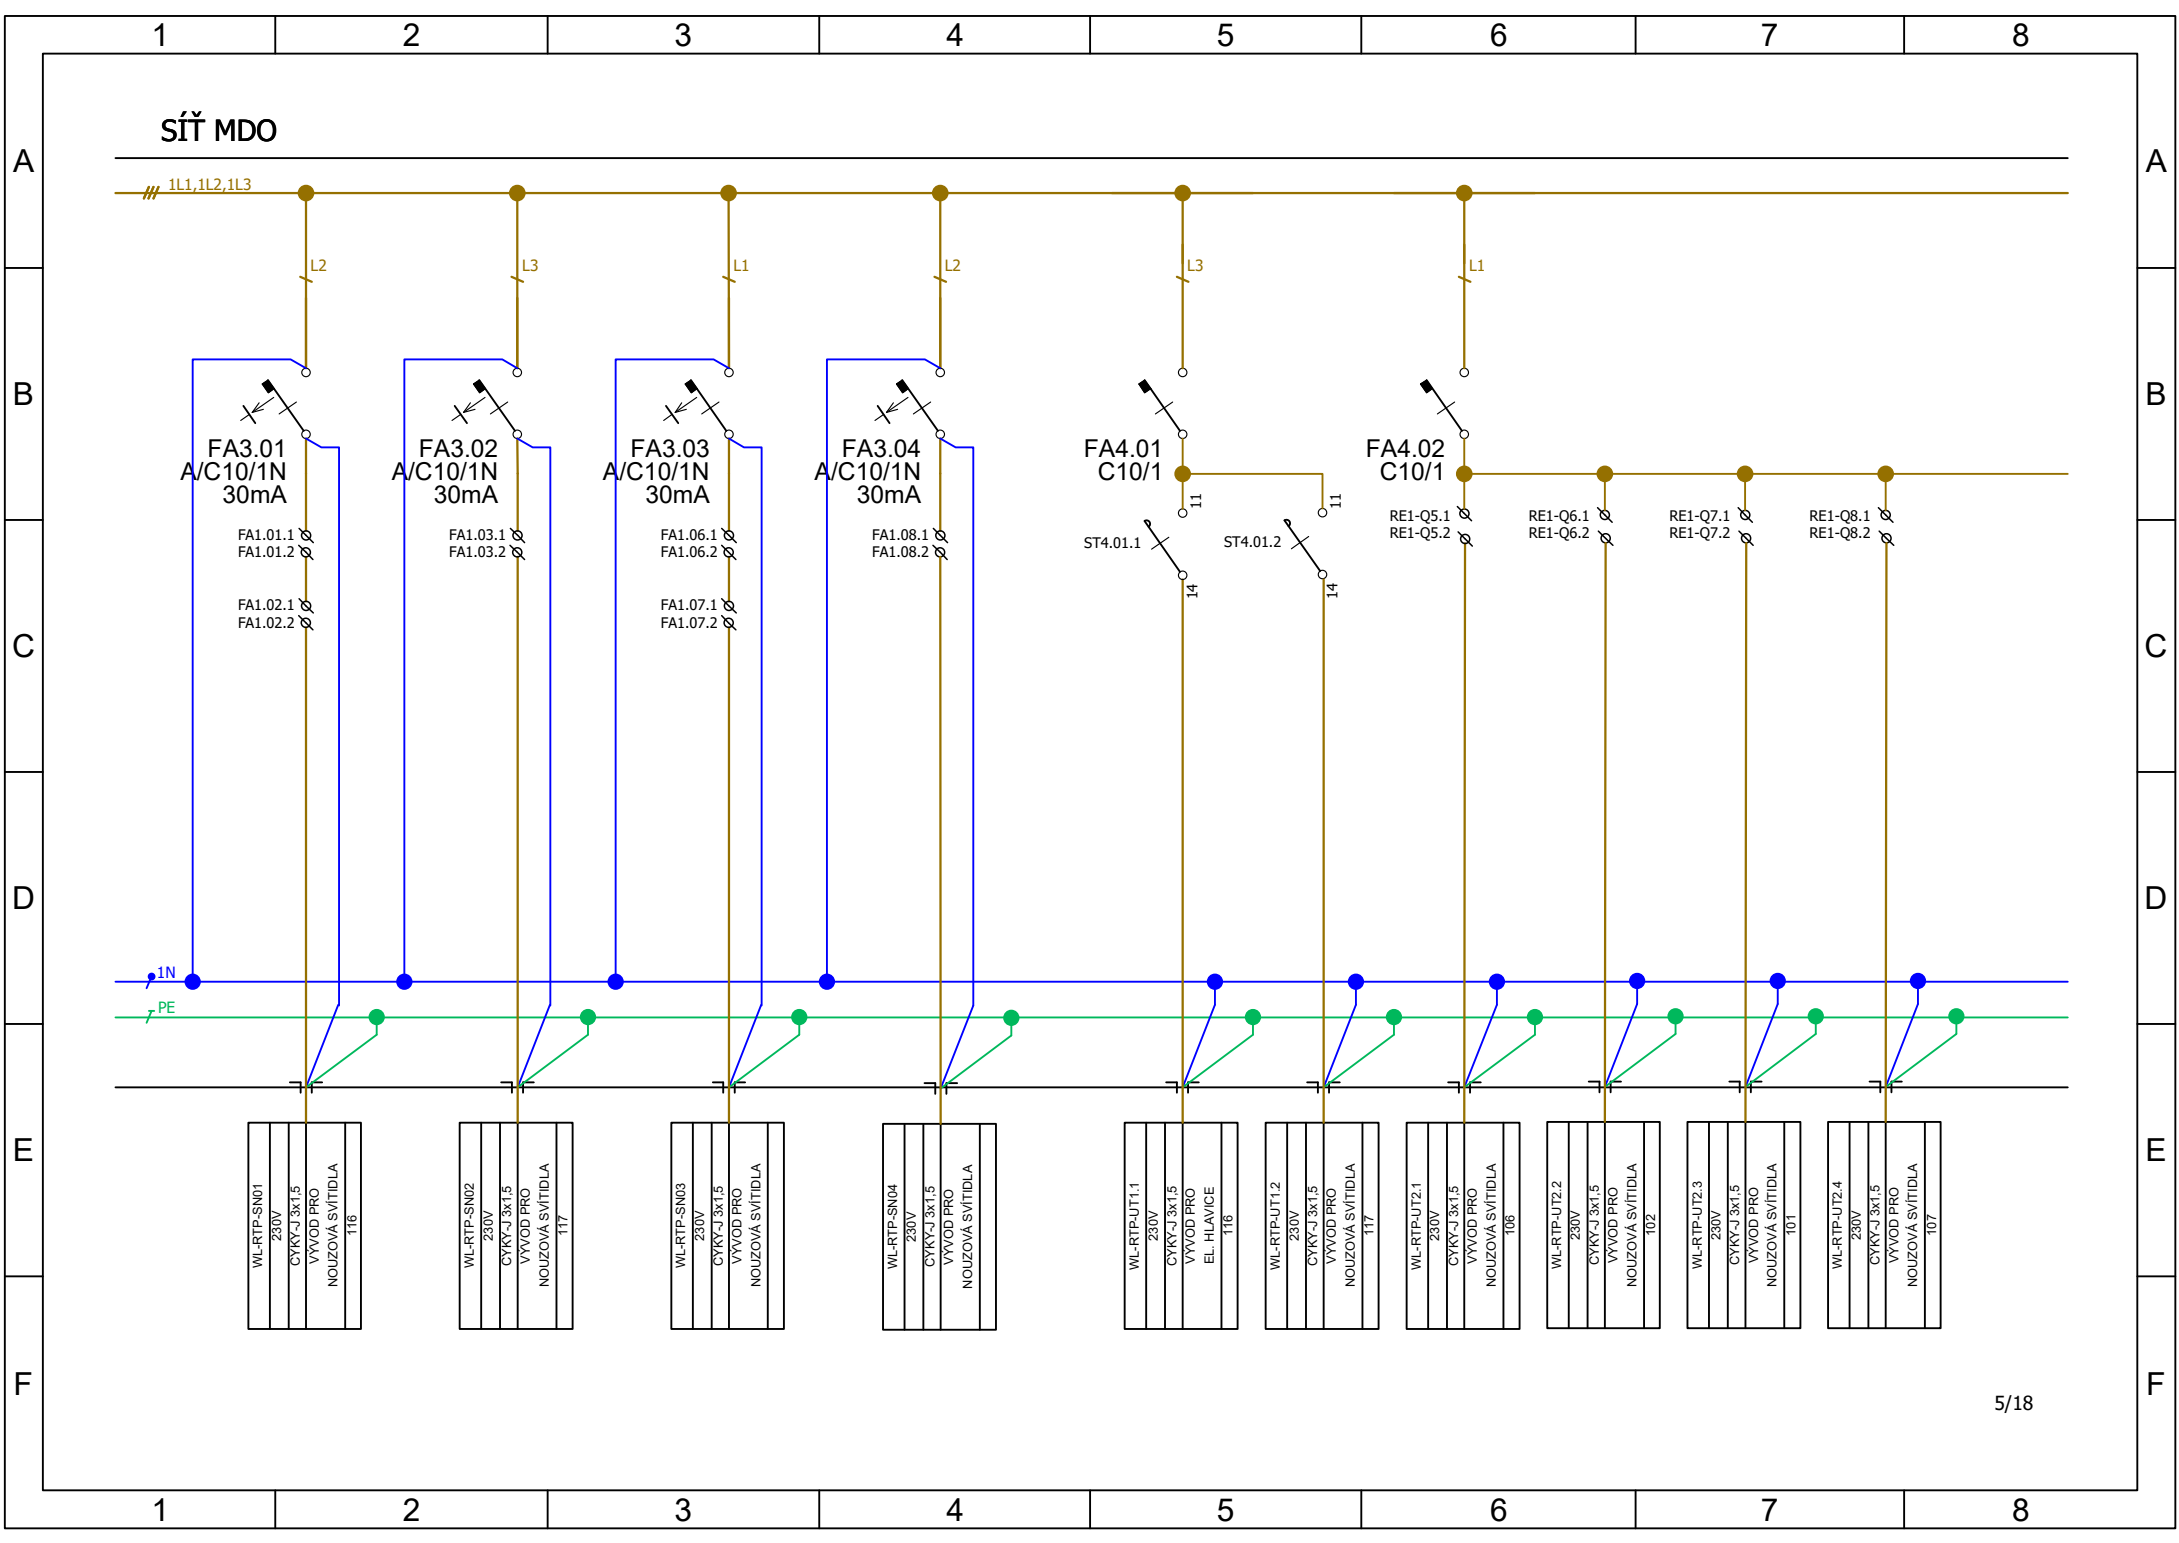 1 2 3 4 5 6 7 8
SÍŤ MDO
A A
1L1,1L2,1L3
L2 L3 L1 L2 L3 L1
B B
FA3.01
A/C10/1N
30mA
FA3.02
A/C10/1N
30mA
FA3.03
A/C10/1N
30mA
FA3.04
A/C10/1N
30mA
FA4.01
C10/1
FA4.02
C10/1
11
11
FA1.01.1
FA1.01.2
FA1.02.1
FA1.02.2
FA1.03.1
FA1.03.2
FA1.06.1
FA1.06.2
FA1.07.1
FA1.07.2
FA1.08.1
FA1.08.2
ST4.01.1
14
ST4.01.2
14
RE1-Q5.1
RE1-Q5.2
RE1-Q6.1
RE1-Q6.2
RE1-Q7.1
RE1-Q7.2
RE1-Q8.1
RE1-Q8.2
C C
D D
1N
PE
E E
WL-RTP-SN01
230V
CYKY-J 3x1,5
VÝVOD PRO
NOUZOVÁ SVÍTIDLA
116
WL-RTP-SN02
230V
CYKY-J 3x1,5
VÝVOD PRO
NOUZOVÁ SVÍTIDLA
117
WL-RTP-SN03
230V
CYKY-J 3x1,5
VÝVOD PRO
NOUZOVÁ SVÍTIDLA
WL-RTP-SN04
230V
CYKY-J 3x1,5
VÝVOD PRO
NOUZOVÁ SVÍTIDLA
WL-RTP-UT1.1
230V
CYKY-J 3x1,5
VÝVOD PRO
EL. HLAVICE
116
WL-RTP-UT1.2
230V
CYKY-J 3x1,5
VÝVOD PRO
NOUZOVÁ SVÍTIDLA
117
WL-RTP-UT2.1
230V
CYKY-J 3x1,5
VÝVOD PRO
NOUZOVÁ SVÍTIDLA
106
WL-RTP-UT2.2
230V
CYKY-J 3x1,5
VÝVOD PRO
NOUZOVÁ SVÍTIDLA
102
WL-RTP-UT2.3
230V
CYKY-J 3x1,5
VÝVOD PRO
NOUZOVÁ SVÍTIDLA
101
WL-RTP-UT2.4
230V
CYKY-J 3x1,5
VÝVOD PRO
NOUZOVÁ SVÍTIDLA
107
F F
5/18
1 2 3 4 5 6 7 8